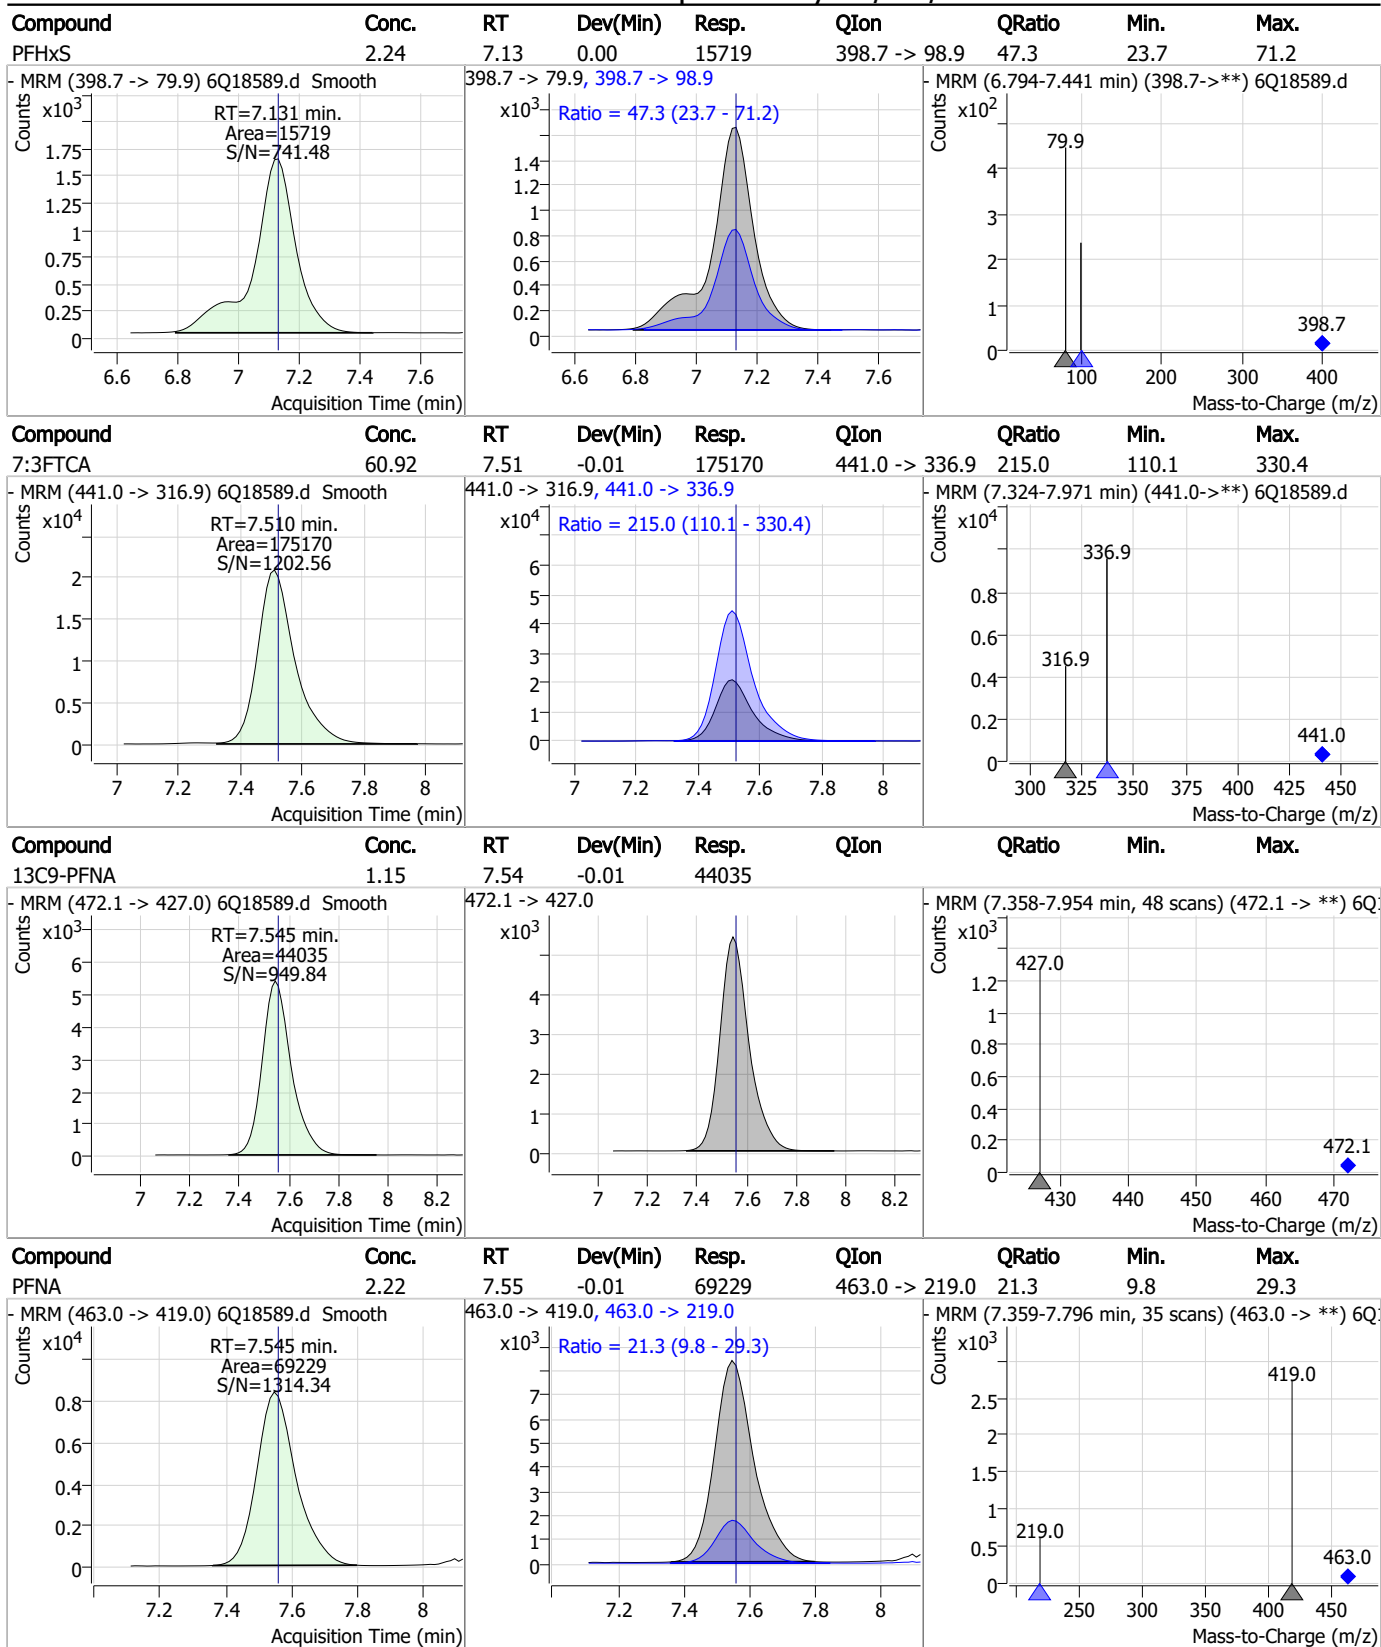 Compound Conc. RT Dev(Min) Resp. QIon QRatio Min. Max.
PFHxS 2.24 7.13 0.00 15719 398.7 -> 98.9 47.3 23.7 71.2
- MRM (398.7 -> 79.9) 6Q18589.d Smooth
Counts
x10³
RT=7.131 min.
Area=15719
S/N=741.48
1.75
1.5
1.25
1
0.75
0.5
0.25
0
6.6 6.8 7 7.2 7.4 7.6
Acquisition Time (min)
398.7 -> 79.9, 398.7 -> 98.9
x10³
Ratio = 47.3 (23.7 - 71.2)
1.4
1.2
1
0.8
0.6
0.4
0.2
0
6.6 6.8 7 7.2 7.4 7.6
- MRM (6.794-7.441 min) (398.7->**) 6Q18589.d
Counts
x10²
79.9
398.7
4
3
2
1
0
100 200 300 400
Mass-to-Charge (m/z)
Compound Conc. RT Dev(Min) Resp. QIon QRatio Min. Max.
7:3FTCA 60.92 7.51 -0.01 175170 441.0 -> 336.9 215.0 110.1 330.4
- MRM (441.0 -> 316.9) 6Q18589.d Smooth
Counts
x10⁴
RT=7.510 min.
Area=175170
S/N=1202.56
2
1.5
1
0.5
0
7 7.2 7.4 7.6 7.8 8
Acquisition Time (min)
441.0 -> 316.9, 441.0 -> 336.9
x10⁴
Ratio = 215.0 (110.1 - 330.4)
6
5
4
3
2
1
0
7 7.2 7.4 7.6 7.8 8
- MRM (7.324-7.971 min) (441.0->**) 6Q18589.d
Counts
x10⁴
336.9
316.9
441.0
0.8
0.6
0.4
0.2
0
300 325 350 375 400 425 450
Mass-to-Charge (m/z)
Compound Conc. RT Dev(Min) Resp. QIon QRatio Min. Max.
13C9-PFNA 1.15 7.54 -0.01 44035
- MRM (472.1 -> 427.0) 6Q18589.d Smooth
Counts
x10³
RT=7.545 min.
Area=44035
S/N=949.84
6
5
4
3
2
1
0
7 7.2 7.4 7.6 7.8 8 8.2
Acquisition Time (min)
472.1 -> 427.0
x10³
4
3
2
1
0
7 7.2 7.4 7.6 7.8 8 8.2
- MRM (7.358-7.954 min, 48 scans) (472.1 -> **) 6Q1
Counts
x10³
427.0
472.1
1.2
1
0.8
0.6
0.4
0.2
0
430 440 450 460 470
Mass-to-Charge (m/z)
Compound Conc. RT Dev(Min) Resp. QIon QRatio Min. Max.
PFNA 2.22 7.55 -0.01 69229 463.0 -> 219.0 21.3 9.8 29.3
- MRM (463.0 -> 419.0) 6Q18589.d Smooth
Counts
x10⁴
RT=7.545 min.
Area=69229
S/N=1314.34
0.8
0.6
0.4
0.2
0
7.2 7.4 7.6 7.8 8
Acquisition Time (min)
463.0 -> 419.0, 463.0 -> 219.0
x10³
Ratio = 21.3 (9.8 - 29.3)
7
6
5
4
3
2
1
0
7.2 7.4 7.6 7.8 8
- MRM (7.359-7.796 min, 35 scans) (463.0 -> **) 6Q1
Counts
x10³
419.0
219.0
463.0
2.5
2
1.5
1
0.5
0
250 300 350 400 450
Mass-to-Charge (m/z)